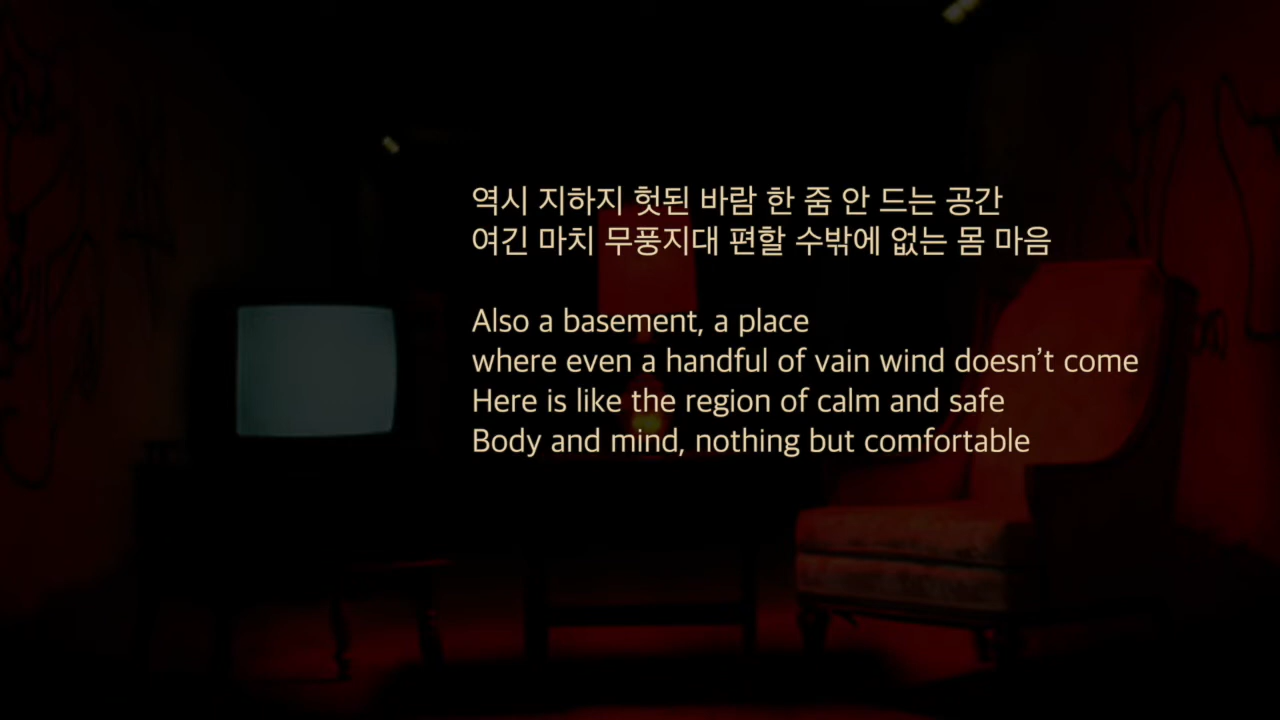 역시 지하지 헛된 바람 한 줌 안 드는 공간
여긴 마치 무풍지대 편할 수밖에 없는 몸 마음
Also a basement, a place
where even a handful of vain wind doesn’t come
Here is like the region of calm and safe
Body and mind, nothing but comfortable